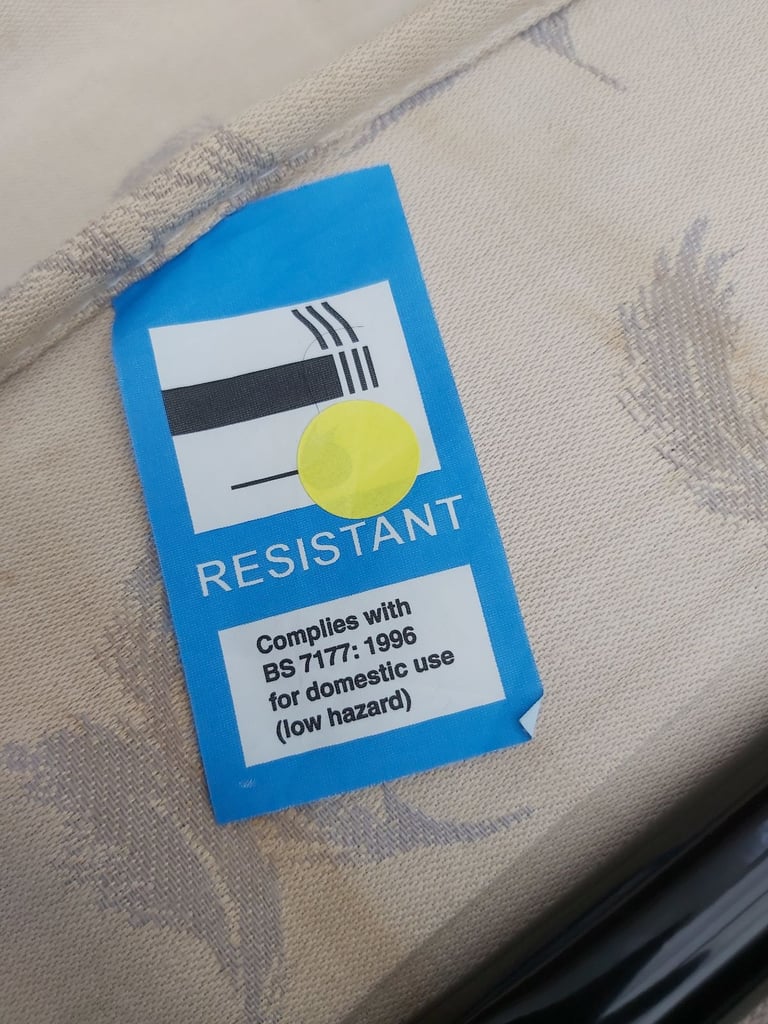 RESISTANT
Complies with
BS 7177: 1996
for domestic use
(low hazard)